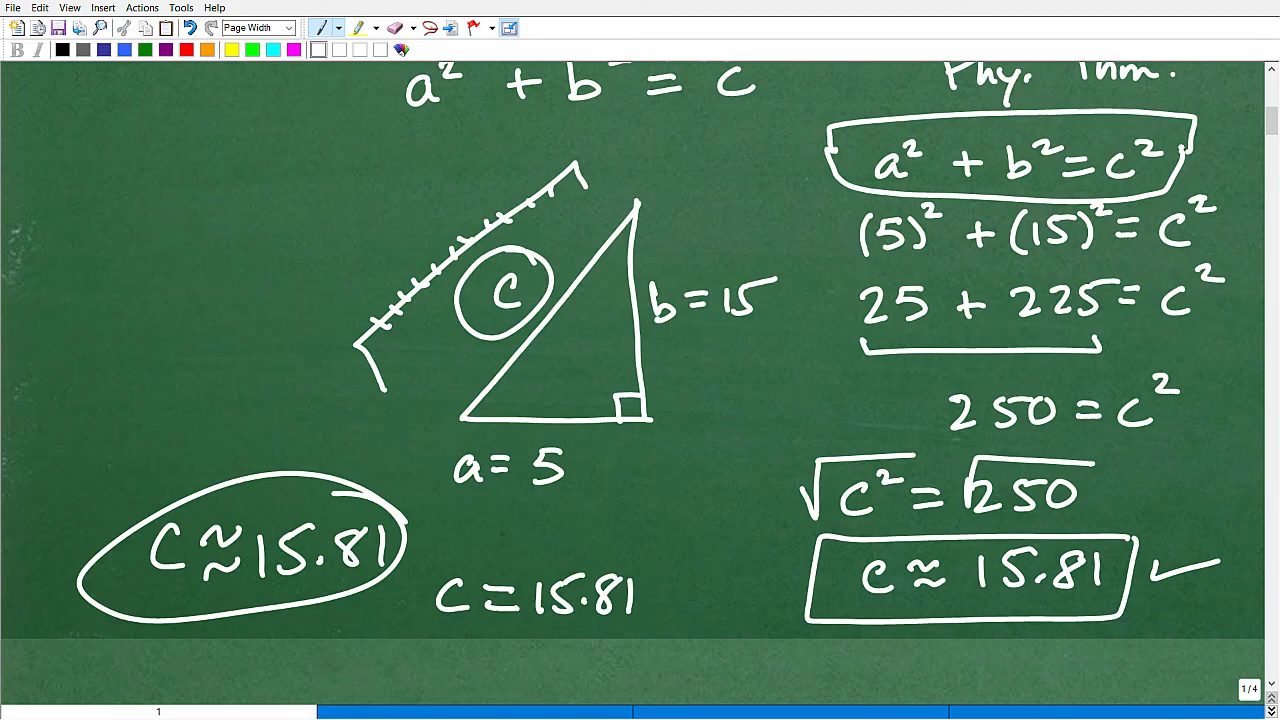 File Edit View Insert Actions Tools Help
Page Width
B I
a² + b² = c
Phy. Thm.
a² + b² = c²
(5)² + (15)² = c²
25 + 225 = c²
250 = c²
√c² = √250
c ≈ 15.81
c
b = 15
a = 5
c ≈ 15.81
c = 15.81
1/4
1